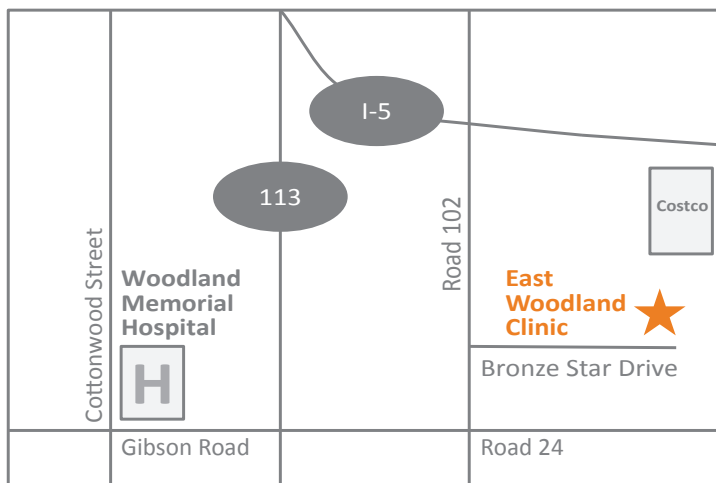 I-5
113
Costco
Cottonwood Street
Road 102
Woodland
Memorial
Hospital
H
East
Woodland
Clinic
Bronze Star Drive
Gibson Road
Road 24